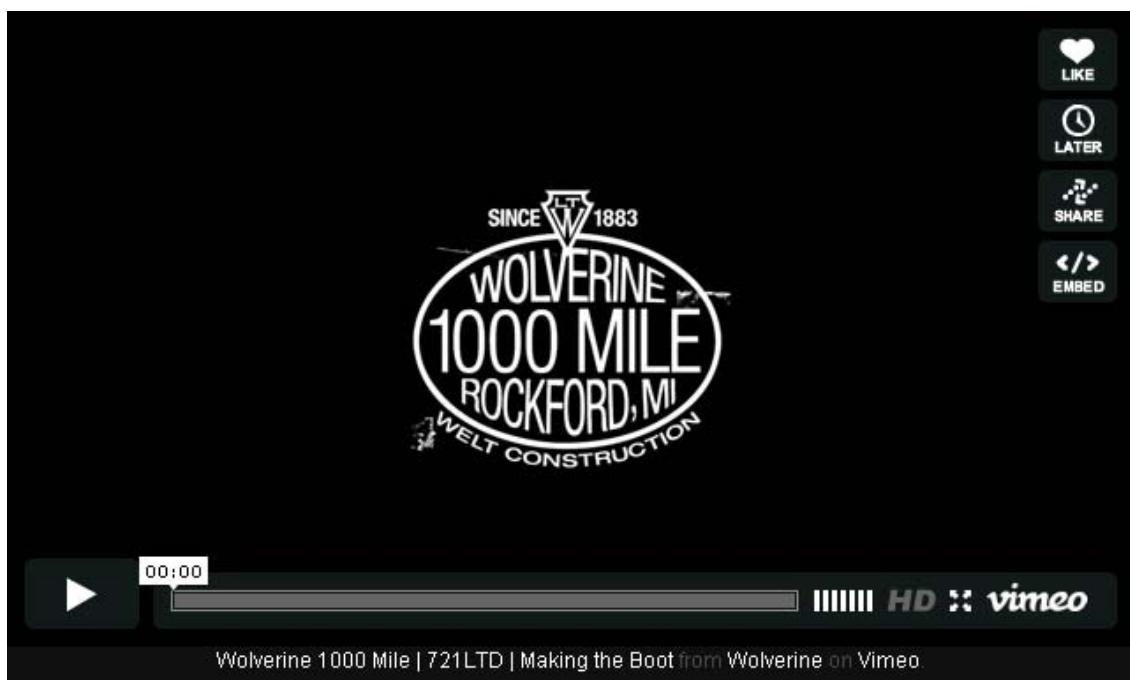 LIKE
LATER
SHARE
EMBED
LT
SINCE W 1883
WOLVERINE
1000 MILE
ROCKFORD, MI
WELT CONSTRUCTION
00:00
HD vimeo
Wolverine 1000 Mile | 721LTD | Making the Boot from Wolverine on Vimeo.